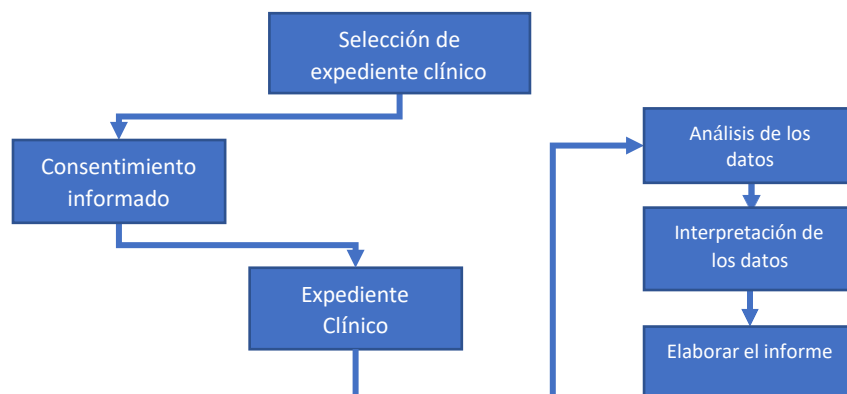 Selección de
expediente clínico
Consentimiento
informado
Expediente
Clínico
Análisis de los
datos
Interpretación de
los datos
Elaborar el informe